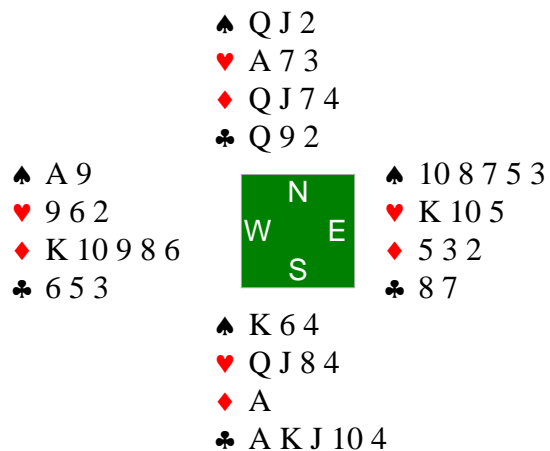 ♠ Q J 2
♥ A 7 3
♦ Q J 7 4
♣ Q 9 2
♠ A 9
♥ 9 6 2
♦ K 10 9 8 6
♣ 6 5 3
N
W E
S
♠ 10 8 7 5 3
♥ K 10 5
♦ 5 3 2
♣ 8 7
♠ K 6 4
♥ Q J 8 4
♦ A
♣ A K J 10 4